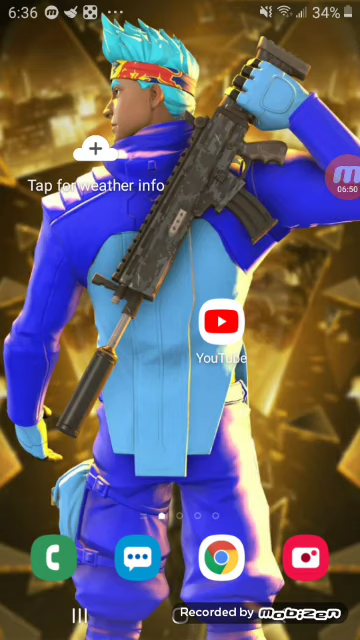 6:36
34%
Tap for weather info
06:50
YouTube
Recorded by mobizen